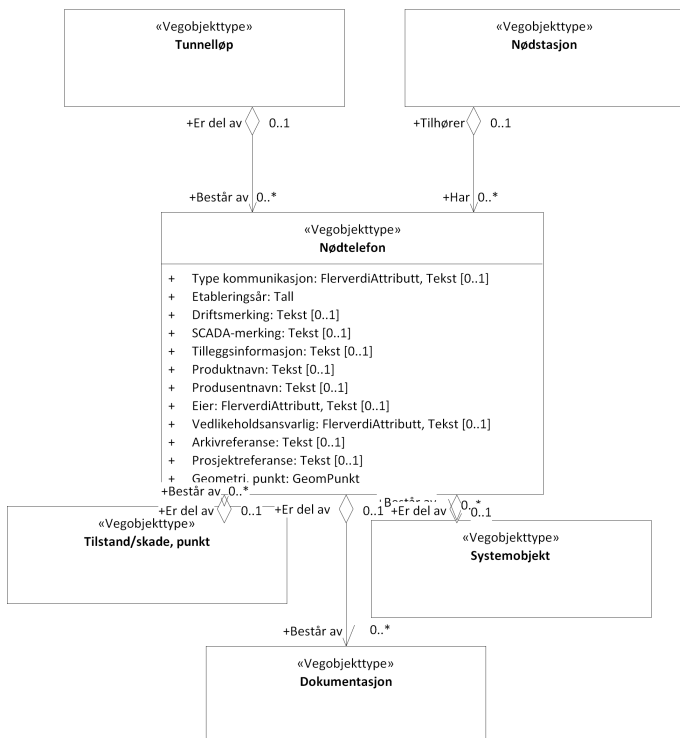 «Vegobjekttype»
Tunnelløp
«Vegobjekttype»
Nødstasjon
+Er del av 0..1
+Tilhører 0..1
+Består av 0..*
+Har 0..*
«Vegobjekttype»
Nødtelefon
+ Type kommunikasjon: FlerverdiAttributt, Tekst [0..1]
+ Etableringsår: Tall
+ Driftsmerking: Tekst [0..1]
+ SCADA-merking: Tekst [0..1]
+ Tilleggsinformasjon: Tekst [0..1]
+ Produktnavn: Tekst [0..1]
+ Produsentnavn: Tekst [0..1]
+ Eier: FlerverdiAttributt, Tekst [0..1]
+ Vedlikeholdsansvarlig: FlerverdiAttributt, Tekst [0..1]
+ Arkivreferanse: Tekst [0..1]
+ Prosjektreferanse: Tekst [0..1]
+ Geometri, punkt: GeomPunkt
+Består av 0..*
+Består av 0..*
+Er del av 0..1
+Er del av 0..1
+Er del av 0..1
«Vegobjekttype»
Tilstand/skade, punkt
«Vegobjekttype»
Systemobjekt
+Består av 0..*
«Vegobjekttype»
Dokumentasjon